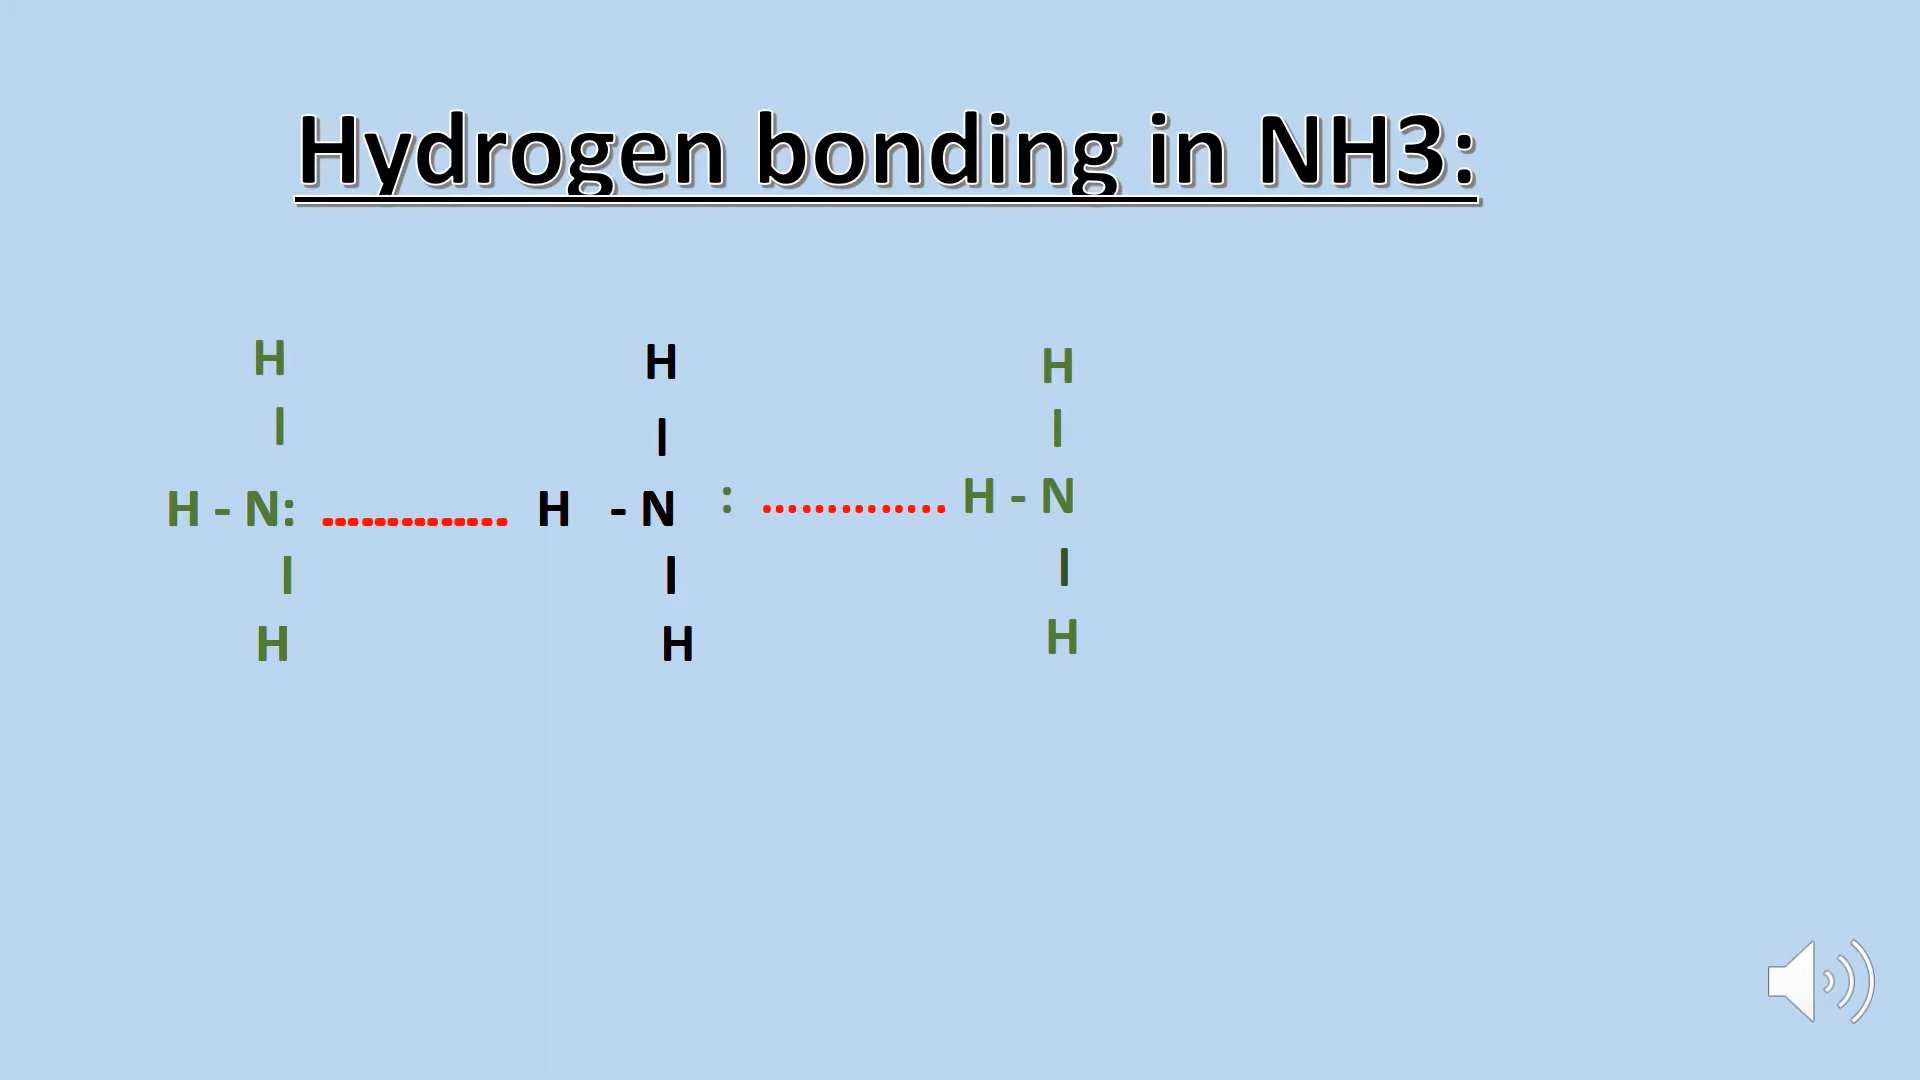 Hydrogen bonding in NH3:
H H H
l l l
H - N: .............. H - N : .............. H - N
l l l
H H H